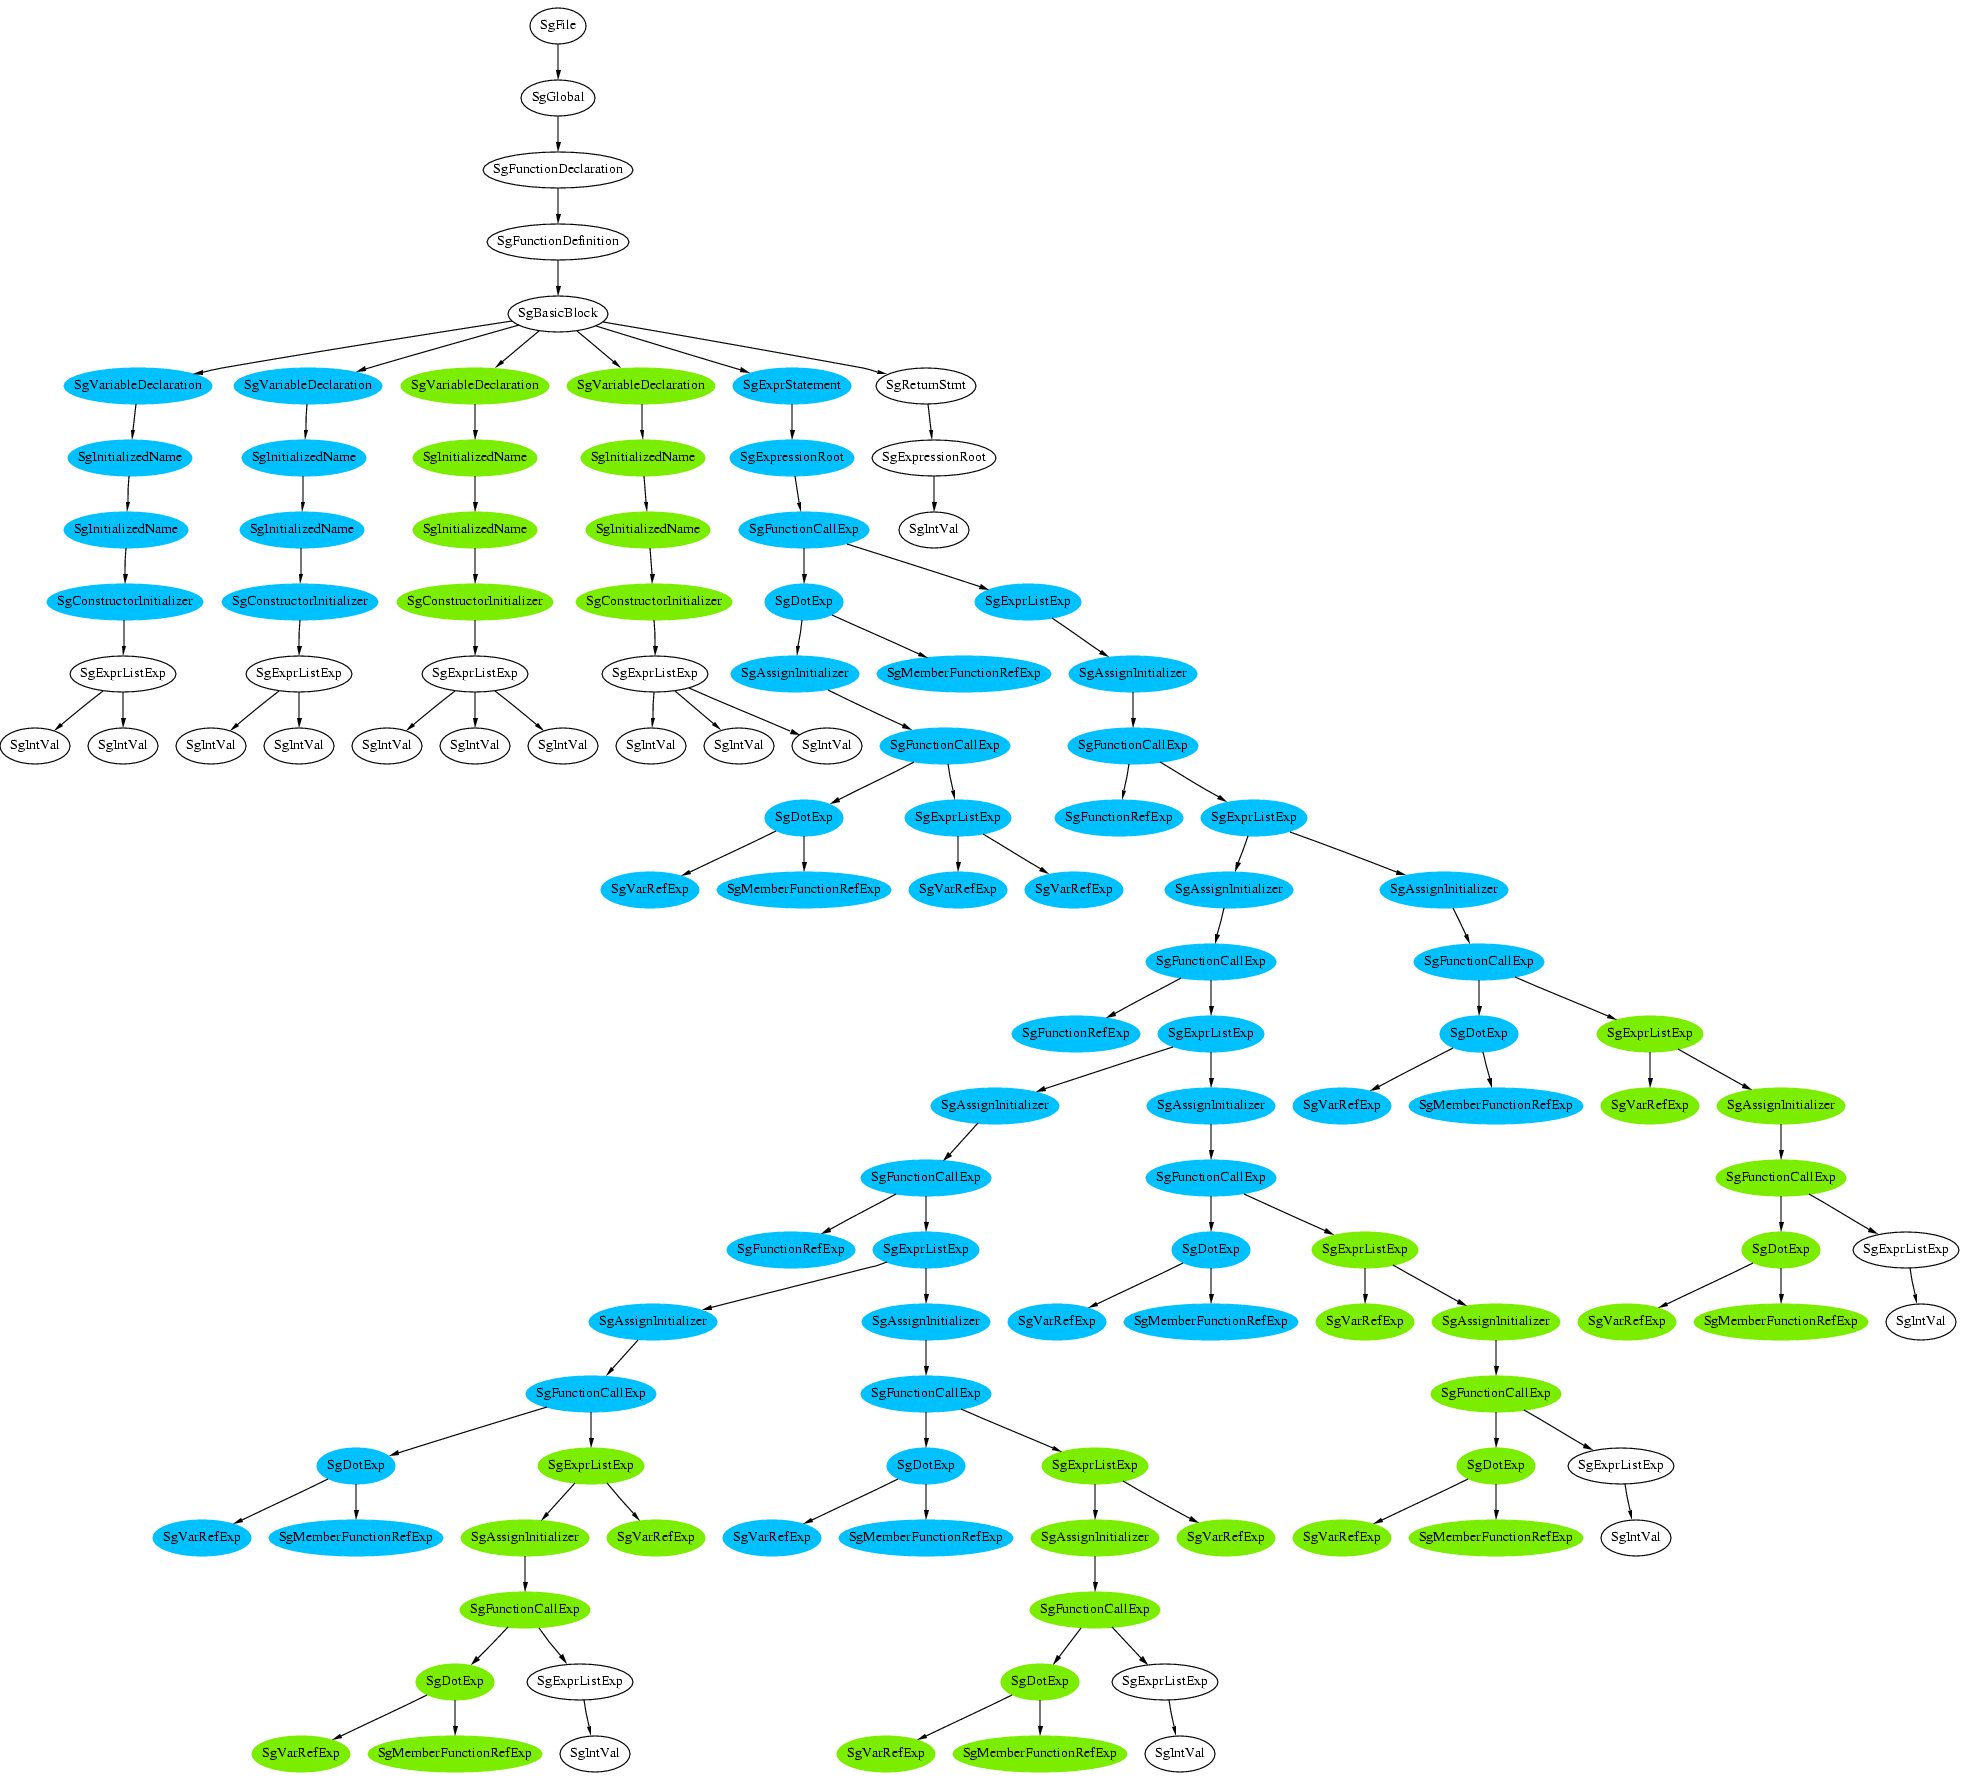 SgFile
SgGlobal
SgFunctionDeclaration
SgFunctionDefinition
SgBasicBlock
SgVariableDeclaration SgVariableDeclaration SgVariableDeclaration SgVariableDeclaration SgExprStatement SgReturnStmt
SgInitializedName SgInitializedName SgInitializedName SgInitializedName SgExpressionRoot SgExpressionRoot
SgInitializedName SgInitializedName SgInitializedName SgInitializedName SgFunctionCallExp SgIntVal
SgConstructorInitializer SgConstructorInitializer SgConstructorInitializer SgConstructorInitializer SgDotExp SgExprListExp
SgExprListExp SgExprListExp SgExprListExp SgExprListExp SgAssignInitializer SgMemberFunctionRefExp SgAssignInitializer
SgIntVal SgIntVal SgIntVal SgIntVal SgIntVal SgIntVal SgIntVal SgIntVal SgIntVal SgIntVal SgFunctionCallExp SgFunctionCallExp
SgDotExp SgExprListExp SgFunctionRefExp SgExprListExp
SgVarRefExp SgMemberFunctionRefExp SgVarRefExp SgVarRefExp SgAssignInitializer SgAssignInitializer
SgFunctionCallExp SgFunctionCallExp
SgFunctionRefExp SgExprListExp SgDotExp SgExprListExp
SgAssignInitializer SgAssignInitializer SgVarRefExp SgMemberFunctionRefExp SgVarRefExp SgAssignInitializer
SgFunctionCallExp SgFunctionCallExp SgFunctionCallExp
SgFunctionRefExp SgExprListExp SgDotExp SgExprListExp SgDotExp SgExprListExp
SgAssignInitializer SgAssignInitializer SgVarRefExp SgMemberFunctionRefExp SgVarRefExp SgAssignInitializer SgVarRefExp SgMemberFunctionRefExp SgIntVal
SgFunctionCallExp SgFunctionCallExp SgFunctionCallExp
SgDotExp SgExprListExp SgDotExp SgExprListExp SgDotExp SgExprListExp
SgVarRefExp SgMemberFunctionRefExp SgAssignInitializer SgVarRefExp SgVarRefExp SgMemberFunctionRefExp SgAssignInitializer SgVarRefExp SgVarRefExp SgMemberFunctionRefExp SgIntVal
SgFunctionCallExp SgFunctionCallExp
SgDotExp SgExprListExp SgDotExp SgExprListExp
SgVarRefExp SgMemberFunctionRefExp SgIntVal SgVarRefExp SgMemberFunctionRefExp SgIntVal